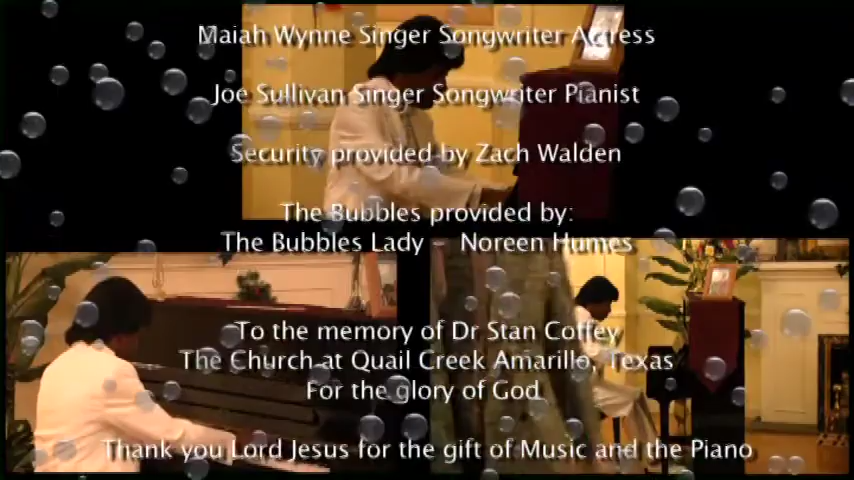 Maiah Wynne Singer Songwriter Actress
Joe Sullivan Singer Songwriter Pianist
Security provided by Zach Walden
The Bubbles provided by:
The Bubbles Lady - Noreen Humes
To the memory of Dr Stan Coffey
The Church at Quail Creek Amarillo, Texas
For the glory of God
Thank you Lord Jesus for the gift of Music and the Piano